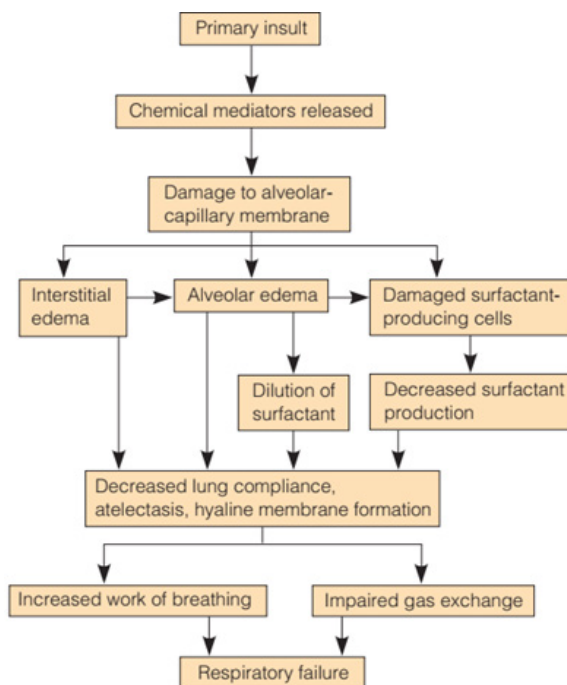 Primary insult
Chemical mediators released
Damage to alveolar-
capillary membrane
Interstitial
edema
Alveolar edema
Damaged surfactant-
producing cells
Dilution of
surfactant
Decreased surfactant
production
Decreased lung compliance,
atelectasis, hyaline membrane formation
Increased work of breathing
Impaired gas exchange
Respiratory failure